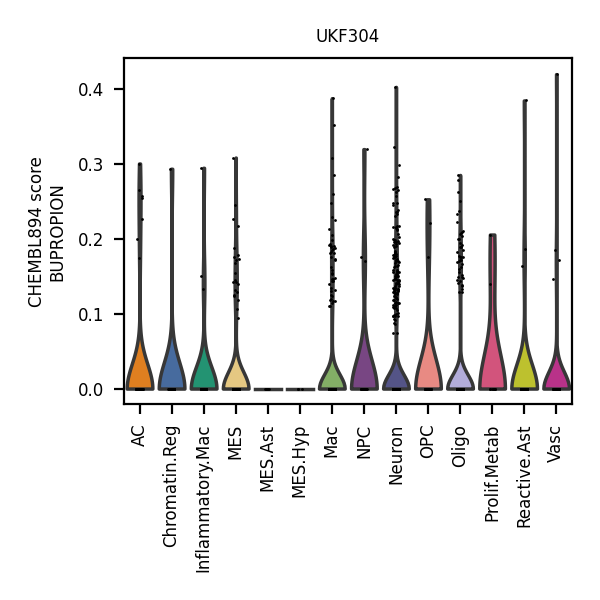 UKF304
CHEMBL894 score
BUPROPION
0.4
0.3
0.2
0.1
0.0
AC
Chromatin.Reg
Inflammatory.Mac
MES
MES.Ast
MES.Hyp
Mac
NPC
Neuron
OPC
Oligo
Prolif.Metab
Reactive.Ast
Vasc